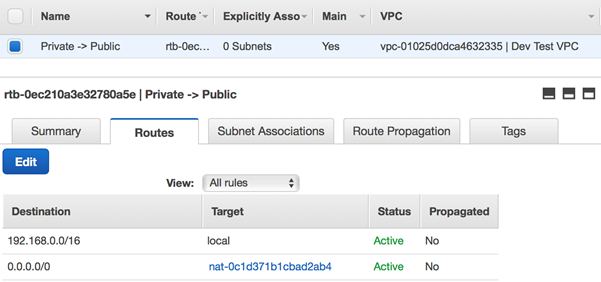 Name Route Explicitly Asso Main VPC
Private -> Public rtb-0ec... 0 Subnets Yes vpc-01025d0dca4632335 | Dev Test VPC
rtb-0ec210a3e32780a5e | Private -> Public
Summary Routes Subnet Associations Route Propagation Tags
Edit
View: All rules
Destination Target Status Propagated
192.168.0.0/16 local Active No
0.0.0.0/0 nat-0c1d371b1cbad2ab4 Active No